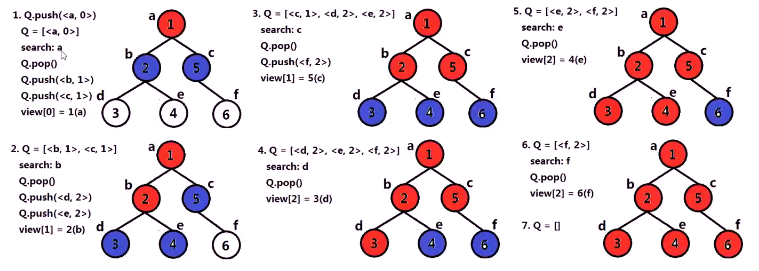 1. Q.push(<a, 0>)
Q = [<a, 0>]
search: a
Q.pop()
Q.push(<b, 1>)
Q.push(<c, 1>)
view[0] = 1(a)
a
1
b
c
2
5
d
e
f
3
4
6
2. Q = [<b, 1>, <c, 1>]
search: b
Q.pop()
Q.push(<d, 2>)
Q.push(<e, 2>)
view[1] = 2(b)
a
1
b
c
2
5
d
e
f
3
4
6
3. Q = [<c, 1>, <d, 2>, <e, 2>]
search: c
Q.pop()
Q.push(<f, 2>)
view[1] = 5(c)
a
1
b
c
2
5
d
e
f
3
4
6
4. Q = [<d, 2>, <e, 2>, <f, 2>]
search: d
Q.pop()
view[2] = 3(d)
a
1
b
c
2
5
d
e
f
3
4
6
5. Q = [<e, 2>, <f, 2>]
search: e
Q.pop()
view[2] = 4(e)
a
1
b
c
2
5
d
e
f
3
4
6
6. Q = [<f, 2>]
search: f
Q.pop()
view[2] = 6(f)
7. Q = []
a
1
b
c
2
5
d
e
f
3
4
6